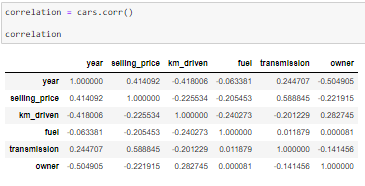 correlation = cars.corr()
correlation
year selling_price km_driven fuel transmission owner
year 1.000000 0.414092 -0.418006 -0.063381 0.244707 -0.504905
selling_price 0.414092 1.000000 -0.225534 -0.205453 0.588845 -0.221915
km_driven -0.418006 -0.225534 1.000000 -0.240273 -0.201229 0.282745
fuel -0.063381 -0.205453 -0.240273 1.000000 0.011879 0.000081
transmission 0.244707 0.588845 -0.201229 0.011879 1.000000 -0.141456
owner -0.504905 -0.221915 0.282745 0.000081 -0.141456 1.000000